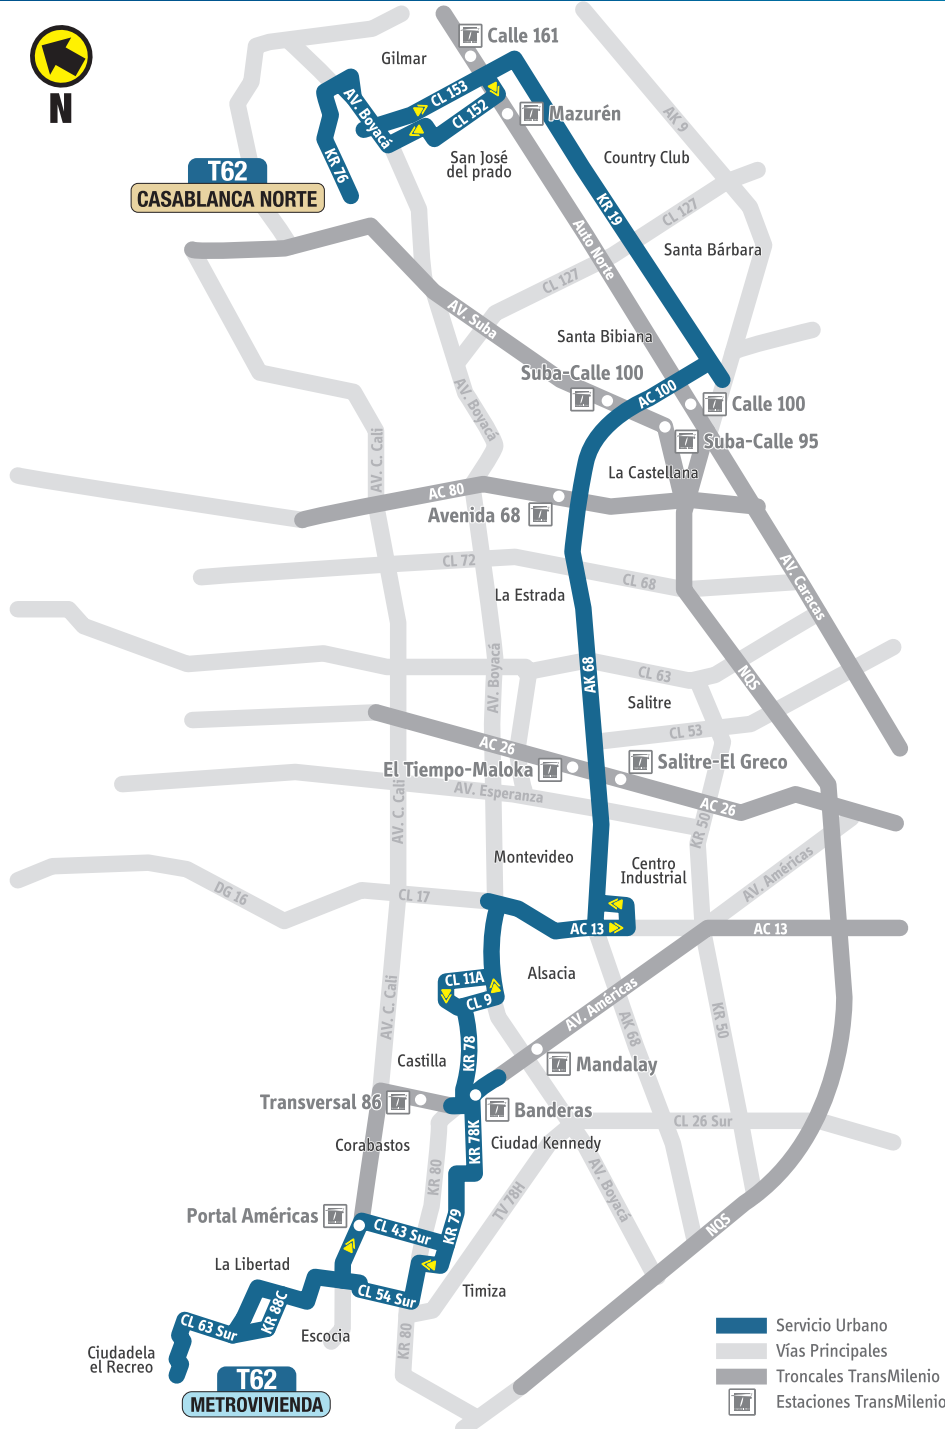 Calle 161
Gilmar
N
AV. Boyacá
CL 153
CL 152
Mazurén
AK 9
KR 76
San José
del prado
Country Club
T62
CASABLANCA NORTE
KR 19
CL 127
Auto Norte
Santa Bárbara
CL 127
AV. Suba
Santa Bibiana
Suba-Calle 100
AC 100
Calle 100
AV. Boyacá
Suba-Calle 95
AV. C. Cali
La Castellana
AC 80
Avenida 68
CL 72
CL 68
AV. Caracas
La Estrada
AV. Boyacá
AK 68
CL 63
NQS
Salitre
CL 53
AC 26
El Tiempo-Maloka
Salitre-El Greco
AV. C. Cali
AV. Esperanza
AC 26
KR 50
Montevideo
Centro
Industrial
AV. Américas
DG 16
CL 17
AC 13
AC 13
CL 11A
Alsacia
CL 9
AV. Américas
AV. C. Cali
AK 68
KR 50
KR 78
Castilla
Mandalay
Transversal 86
Banderas
CL 26 Sur
Corabastos
KR 78K
Ciudad Kennedy
KR 80
TV 78H
AV. Boyacá
Portal Américas
CL 43 Sur
KR 79
NQS
La Libertad
CL 54 Sur
Timiza
KR 88C
CL 63 Sur
Escocia
KR 80
Ciudadela
el Recreo
T62
METROVIVIENDA
Servicio Urbano
Vías Principales
Troncales TransMilenio
Estaciones TransMilenio